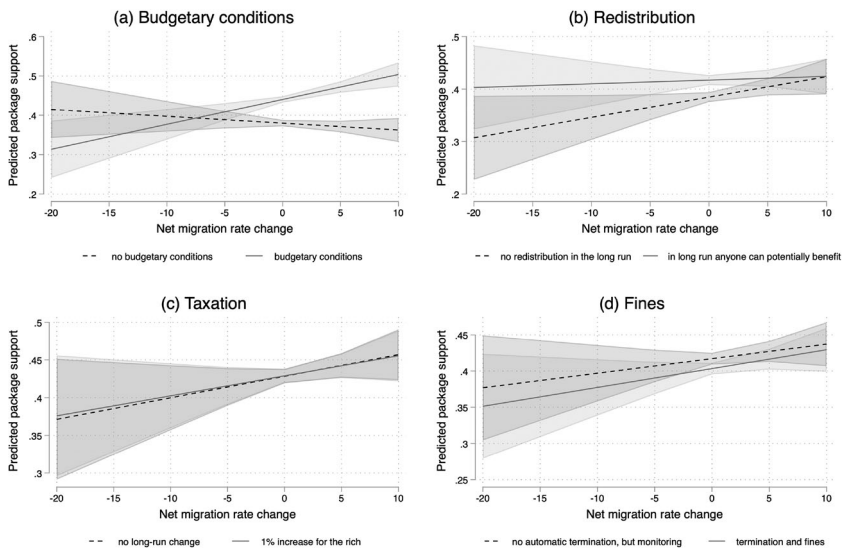 (a) Budgetary conditions
Predicted package support
.6
.5
.4
.3
.2
-20 -15 -10 -5 0 5 10
Net migration rate change
no budgetary conditions budgetary conditions
(b) Redistribution
Predicted package support
.5
.4
.3
.2
-20 -15 -10 -5 0 5 10
Net migration rate change
no redistribution in the long run in long run anyone can potentially benefit
(c) Taxation
Predicted package support
.5
.45
.4
.35
.3
-20 -15 -10 -5 0 5 10
Net migration rate change
no long-run change 1% increase for the rich
(d) Fines
Predicted package support
.45
.4
.35
.3
.25
-20 -15 -10 -5 0 5 10
Net migration rate change
no automatic termination, but monitoring termination and fines